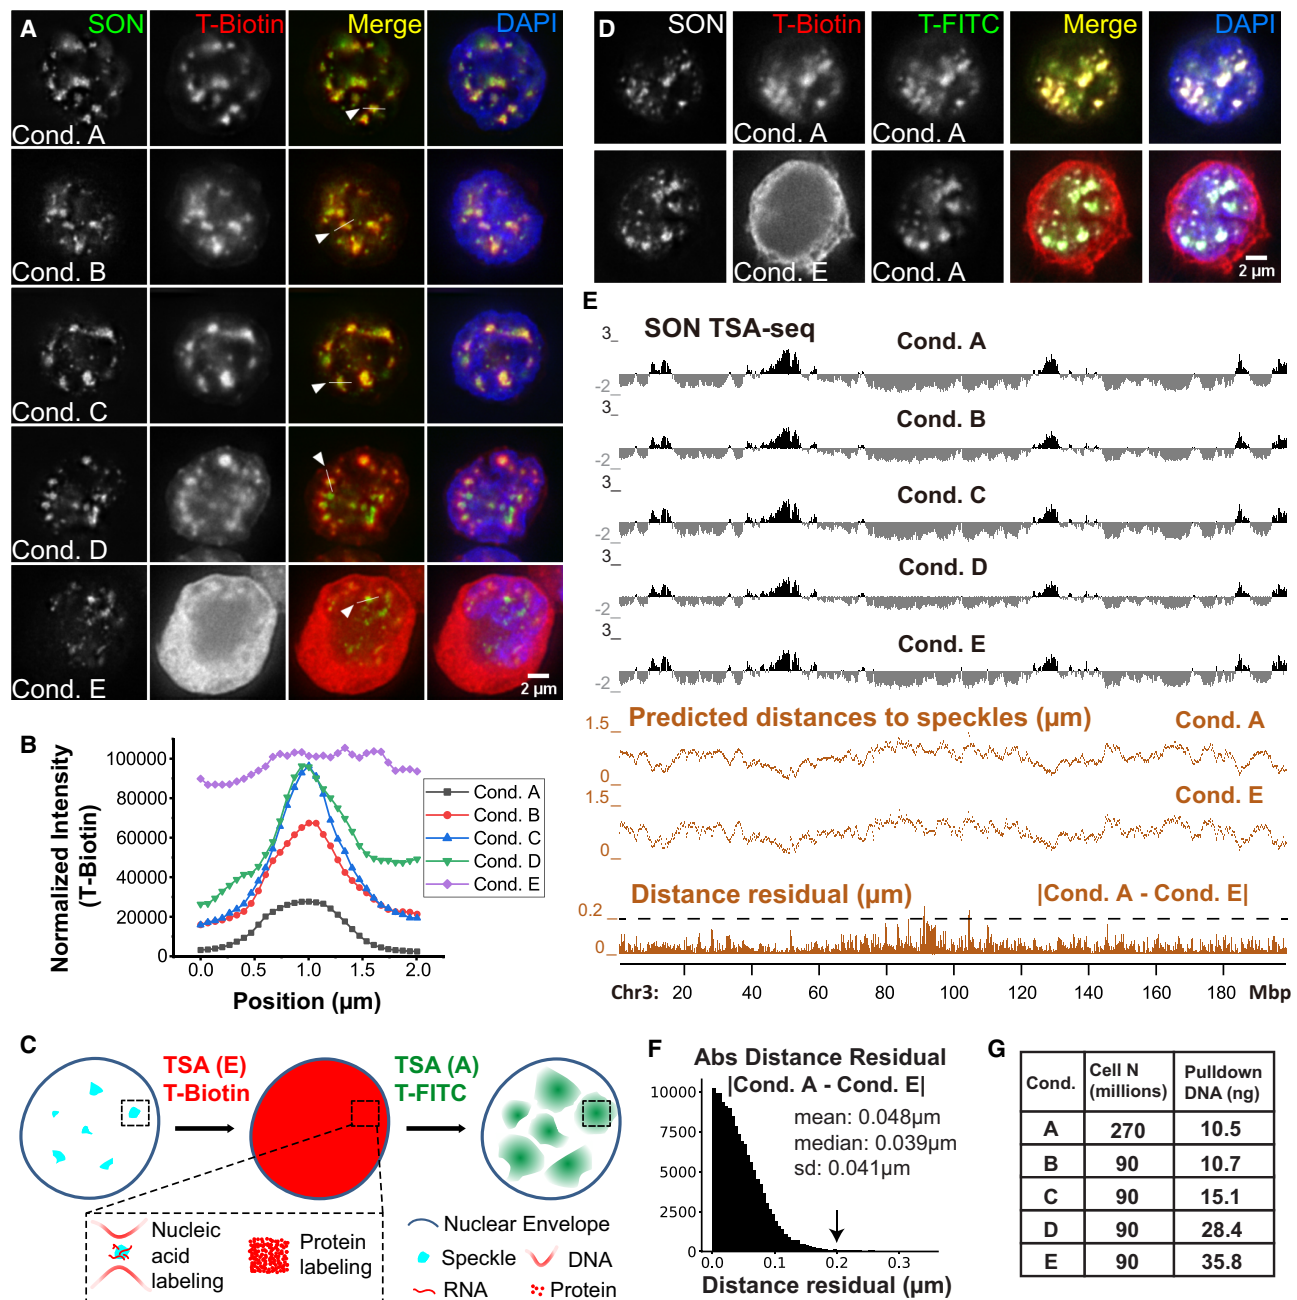 A
SON
T-Biotin
Merge
DAPI
Cond. A
Cond. B
Cond. C
Cond. D
Cond. E
2 µm
D
SON
T-Biotin
T-FITC
Merge
DAPI
Cond. A
Cond. A
Cond. E
Cond. A
2 µm
B
Normalized Intensity
(T-Biotin)
100000
80000
60000
40000
20000
0
0.0
0.5
1.0
1.5
2.0
Position (µm)
Cond. A
Cond. B
Cond. C
Cond. D
Cond. E
E
SON TSA-seq
3
Cond. A
-2
3
Cond. B
-2
3
Cond. C
-2
3
Cond. D
-2
3
Cond. E
-2
Predicted distances to speckles (µm)
1.5
Cond. A
0
1.5
Cond. E
0
Distance residual (µm)
|Cond. A - Cond. E|
0.2
0
Chr3: 20 40 60 80 100 120 140 160 180 Mbp
C
TSA (E)
T-Biotin
TSA (A)
T-FITC
Nucleic
acid
labeling
Protein
labeling
Nuclear Envelope
Speckle
DNA
RNA
Protein
F
Abs Distance Residual
|Cond. A - Cond. E|
mean: 0.048µm
median: 0.039µm
sd: 0.041µm
10000
7500
5000
2500
0
0.0
0.1
0.2
0.3
Distance residual (µm)
G
Cond.
Cell N
(millions)
Pulldown
DNA (ng)
A 270 10.5
B 90 10.7
C 90 15.1
D 90 28.4
E 90 35.8